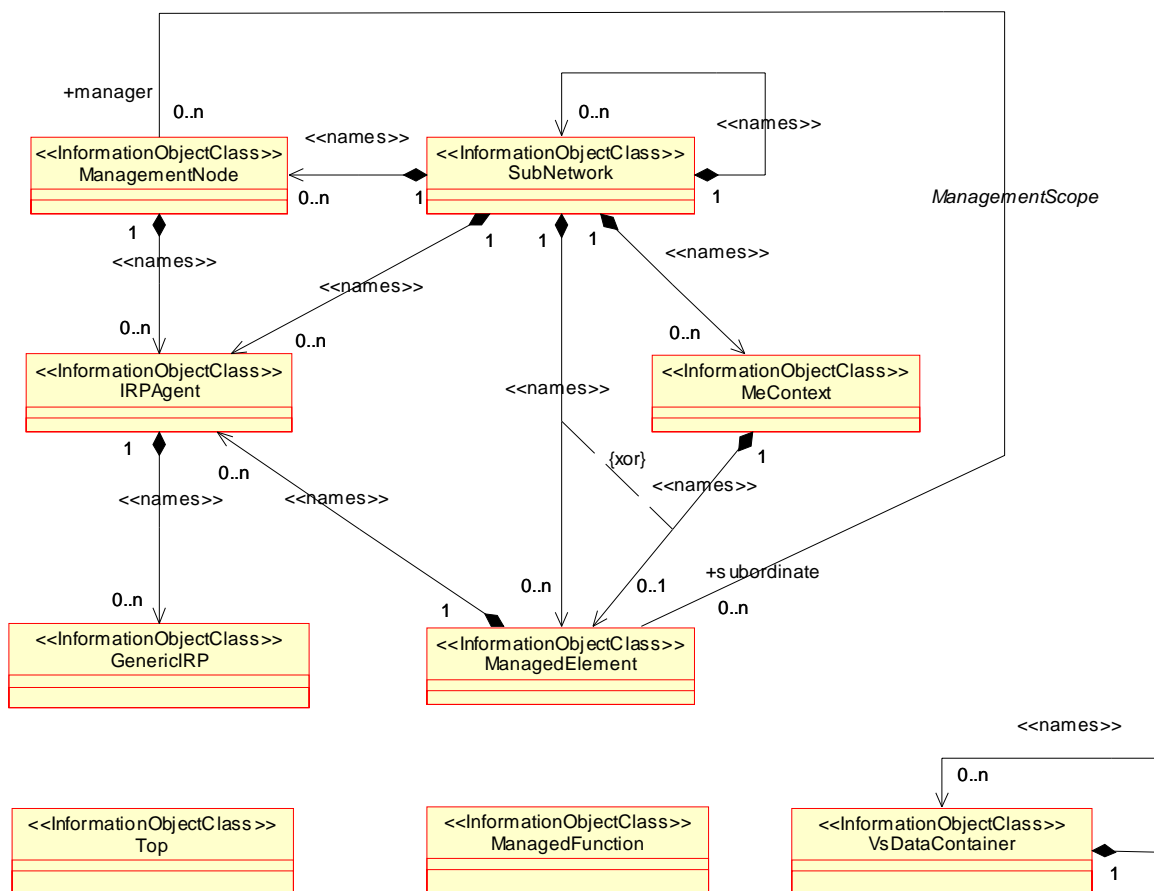 +manager
0..n
0..n
<<names>>
<<names>>
<<InformationObjectClass>>
ManagementNode
<<InformationObjectClass>>
SubNetwork
0..n
1
1
ManagementScope
1
1
1
1
<<names>>
<<names>>
<<names>>
0..n
0..n
0..n
<<InformationObjectClass>>
IRPAgent
<<InformationObjectClass>>
MeContext
<<names>>
1
0..n
{xor}
1
<<names>>
<<names>>
<<names>>
+subordinate
0..n
1
0..n
0..1
0..n
<<InformationObjectClass>>
GenericIRP
<<InformationObjectClass>>
ManagedElement
<<names>>
0..n
<<InformationObjectClass>>
Top
<<InformationObjectClass>>
ManagedFunction
<<InformationObjectClass>>
VsDataContainer
1